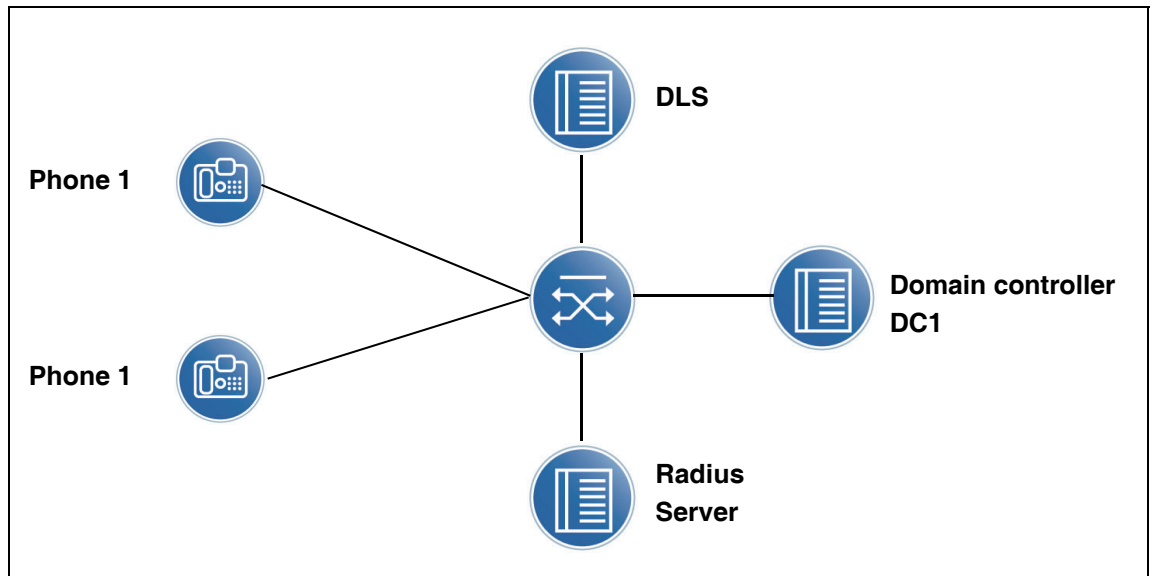 DLS
Phone 1
Domain controller
DC1
Phone 1
Radius
Server